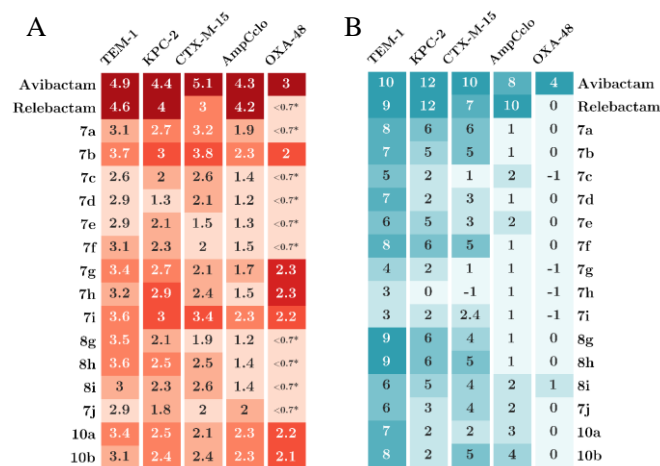 A
TEM-1 KPC-2 CTX-M-15 AmpCclo OXA-48
Avibactam 4.9 4.4 5.1 4.3 3
Relebactam 4.6 4 3 4.2 <0.7*
7a 3.1 2.7 3.2 1.9 <0.7*
7b 3.7 3 3.8 2.3 2
7c 2.6 2 2.6 1.4 <0.7*
7d 2.9 1.3 2.1 1.2 <0.7*
7e 2.9 2.1 1.5 1.3 <0.7*
7f 3.1 2.3 2 1.5 <0.7*
7g 3.4 2.7 2.1 1.7 2.3
7h 3.2 2.9 2.4 1.5 2.3
7i 3.6 3 3.4 2.3 2.2
8g 3.5 2.1 1.9 1.2 <0.7*
8h 3.6 2.5 2.5 1.4 <0.7*
8i 3 2.3 2.6 1.4 <0.7*
7j 2.9 1.8 2 2 <0.7*
10a 3.4 2.5 2.1 2.3 2.2
10b 3.1 2.4 2.4 2.3 2.1
B
TEM-1 KPC-2 CTX-M-15 AmpCclo OXA-48
10 12 10 8 4 Avibactam
9 12 7 10 0 Relebactam
8 6 6 1 0 7a
7 5 5 1 0 7b
5 2 1 2 -1 7c
7 2 3 1 0 7d
6 5 3 2 0 7e
8 6 5 1 0 7f
4 2 1 1 -1 7g
3 0 -1 1 -1 7h
3 2 2.4 1 -1 7i
9 6 4 1 0 8g
9 6 5 1 0 8h
6 5 4 2 1 8i
6 3 4 2 0 7j
7 2 2 3 0 10a
8 2 5 4 0 10b